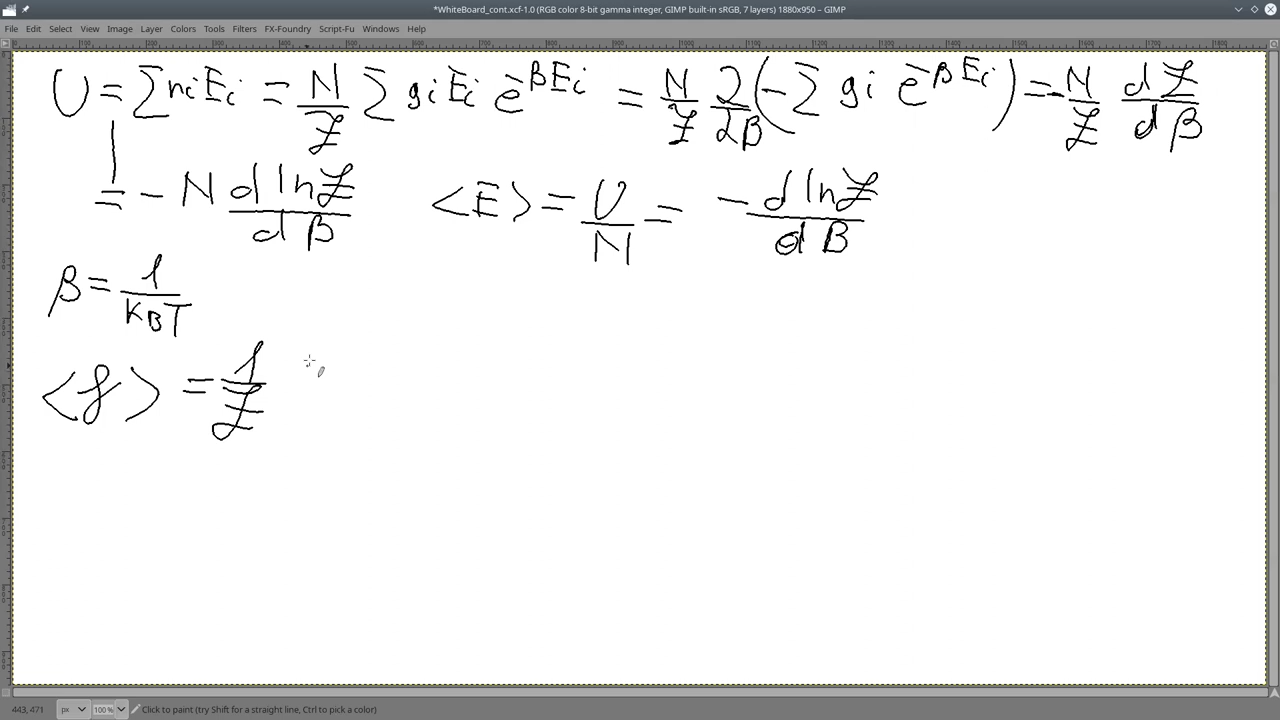 *WhiteBoard_cont.xcf-1.0 (RGB color 8-bit gamma integer, GIMP built-in sRGB, 7 layers) 1880x950 – GIMP
File Edit Select View Image Layer Colors Tools Filters FX-Foundry Script-Fu Windows Help
U = Σ niEi = N/Z Σ gi Ei e^-βEi = N/Z ∂/∂β (- Σ gi e^-βEi) = - N/Z dZ/dβ
= - N d ln Z / dβ <E> = U/N = - d ln Z / dβ
β = 1/KBT
<f> = 1/Z
443, 471 px 100 % Click to paint (try Shift for a straight line, Ctrl to pick a color)